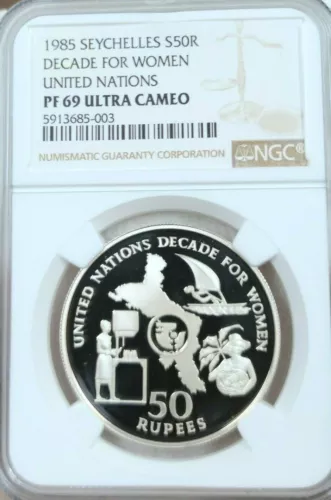 1985 SEYCHELLES S50R
DECADE FOR WOMEN
UNITED NATIONS
PF 69 ULTRA CAMEO
5913685-003
NUMISMATIC GUARANTY CORPORATION NGC®
UNITED NATIONS DECADE FOR WOMEN
50
RUPEES